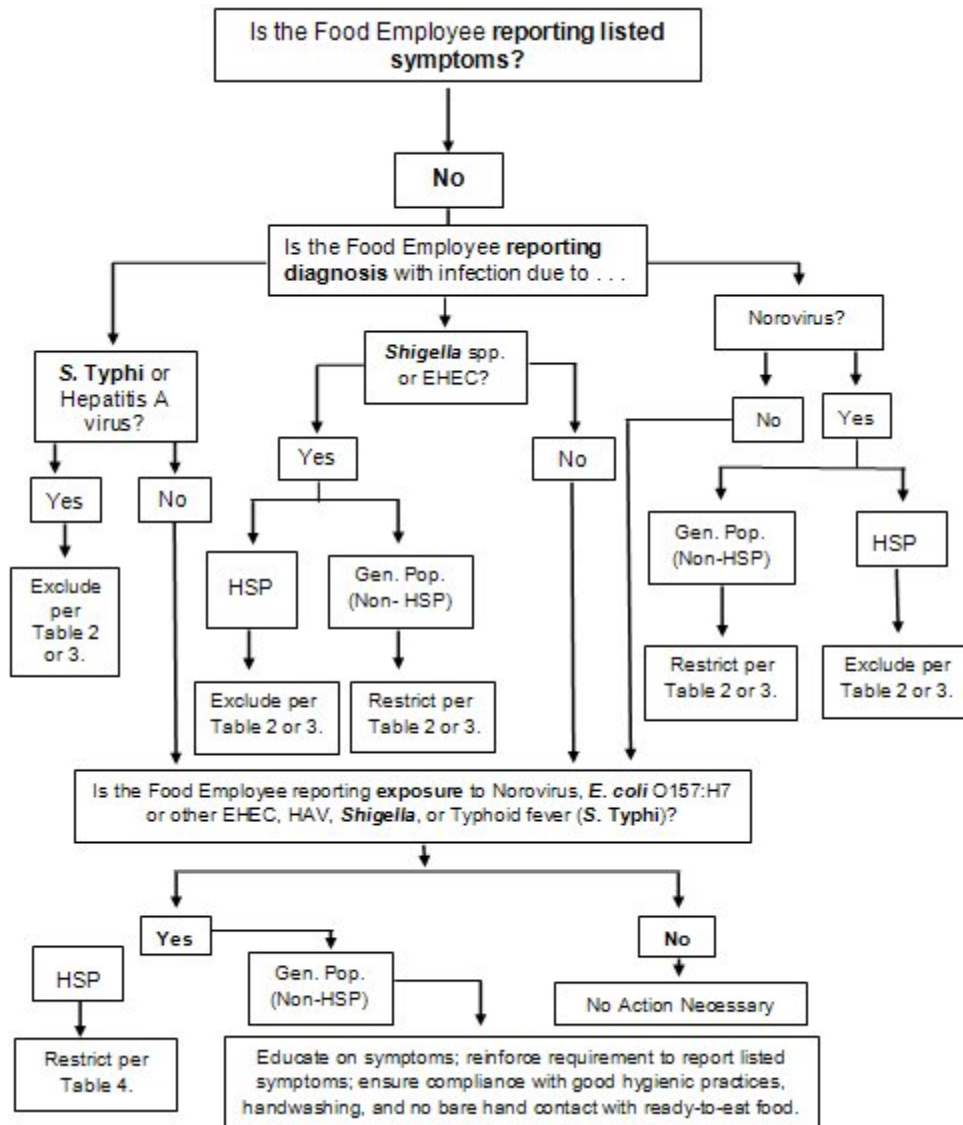 Is the Food Employee reporting listed
symptoms?
No
Is the Food Employee reporting
diagnosis with infection due to . . .
S. Typhi or
Hepatitis A
virus?
Yes
No
Exclude
per
Table 2
or 3.
Shigella spp.
or EHEC?
Yes
No
HSP
Gen. Pop.
(Non- HSP)
Exclude per
Table 2 or 3.
Restrict per
Table 2 or 3.
Norovirus?
No
Yes
Gen. Pop.
(Non-HSP)
HSP
Restrict per
Table 2 or 3.
Exclude per
Table 2 or 3.
Is the Food Employee reporting exposure to Norovirus, E. coli O157:H7
or other EHEC, HAV, Shigella, or Typhoid fever (S. Typhi)?
Yes
No
HSP
Gen. Pop.
(Non-HSP)
No Action Necessary
Restrict per
Table 4.
Educate on symptoms; reinforce requirement to report listed
symptoms; ensure compliance with good hygienic practices,
handwashing, and no bare hand contact with ready-to-eat food.